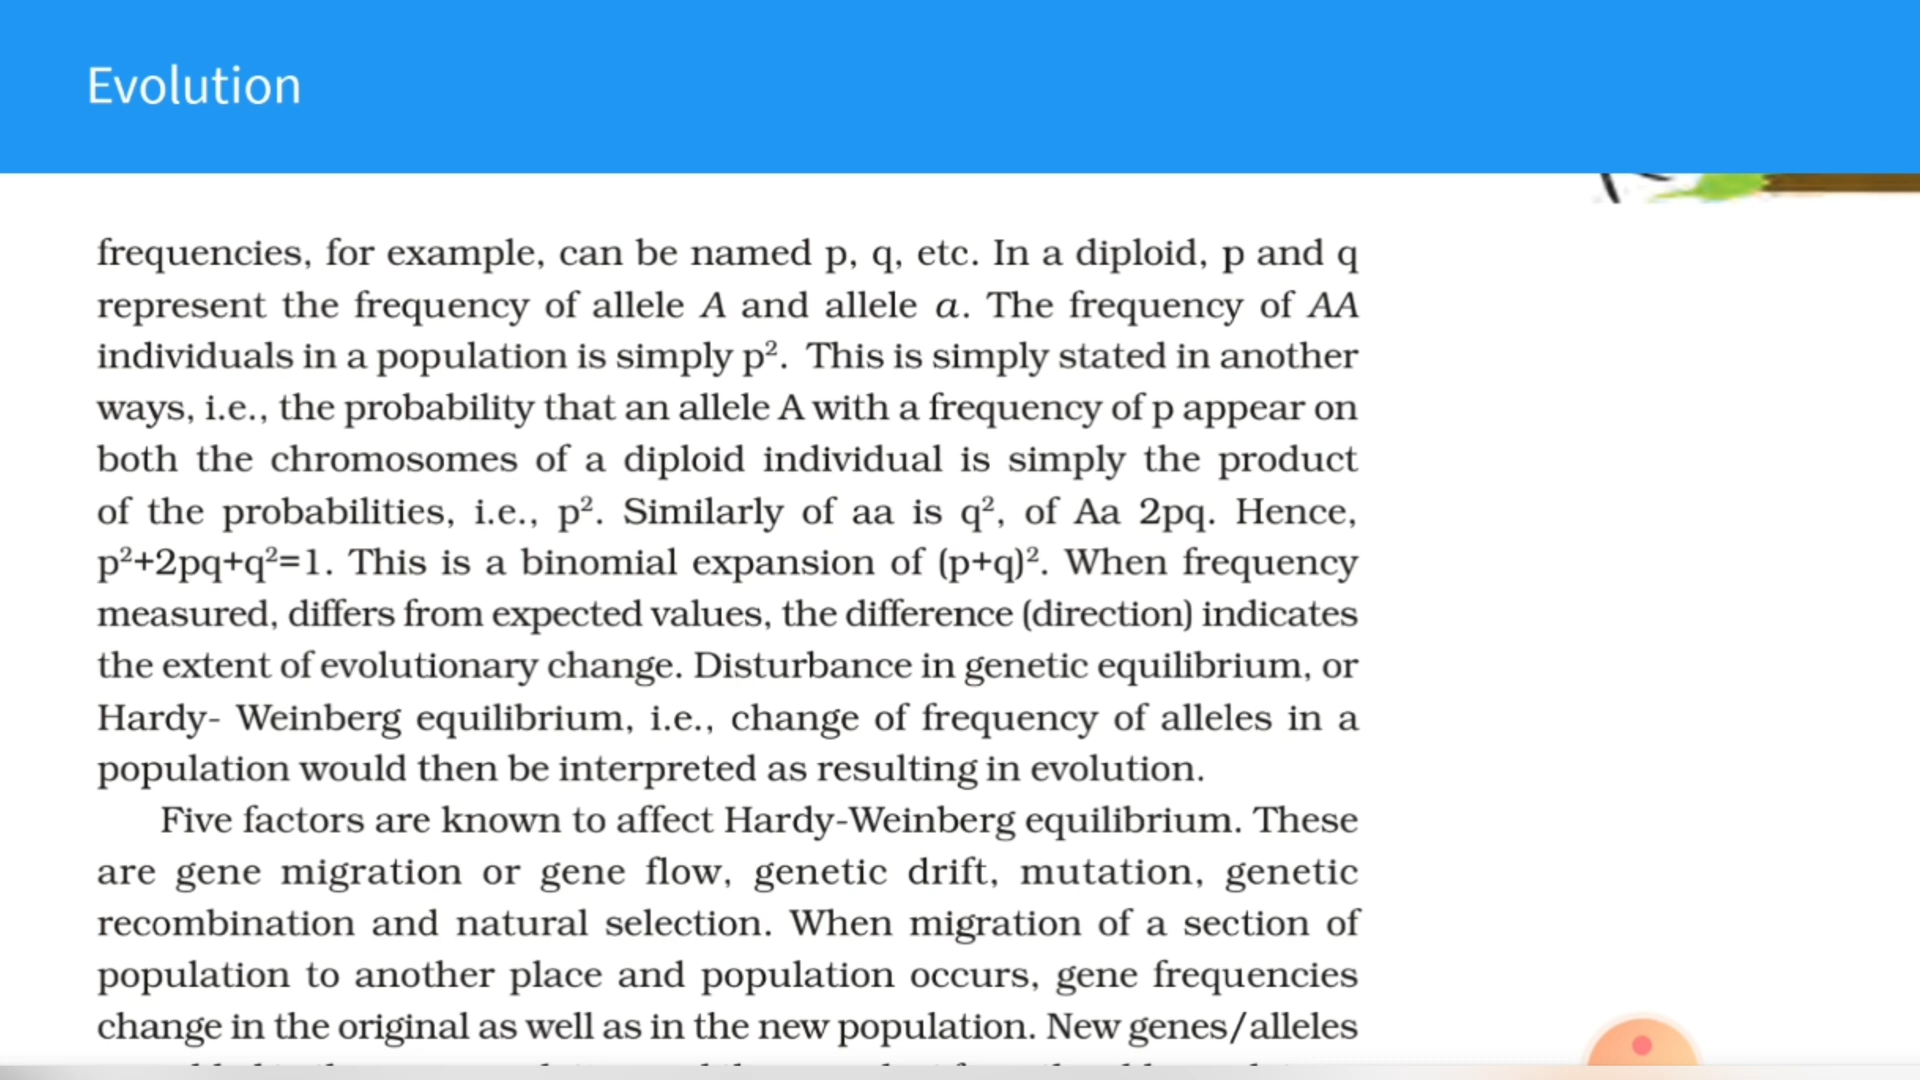 Evolution
frequencies, for example, can be named p, q, etc. In a diploid, p and q
represent the frequency of allele A and allele a. The frequency of AA
individuals in a population is simply p². This is simply stated in another
ways, i.e., the probability that an allele A with a frequency of p appear on
both the chromosomes of a diploid individual is simply the product
of the probabilities, i.e., p². Similarly of aa is q², of Aa 2pq. Hence,
p²+2pq+q²=1. This is a binomial expansion of (p+q)². When frequency
measured, differs from expected values, the difference (direction) indicates
the extent of evolutionary change. Disturbance in genetic equilibrium, or
Hardy- Weinberg equilibrium, i.e., change of frequency of alleles in a
population would then be interpreted as resulting in evolution.
Five factors are known to affect Hardy-Weinberg equilibrium. These
are gene migration or gene flow, genetic drift, mutation, genetic
recombination and natural selection. When migration of a section of
population to another place and population occurs, gene frequencies
change in the original as well as in the new population. New genes/alleles